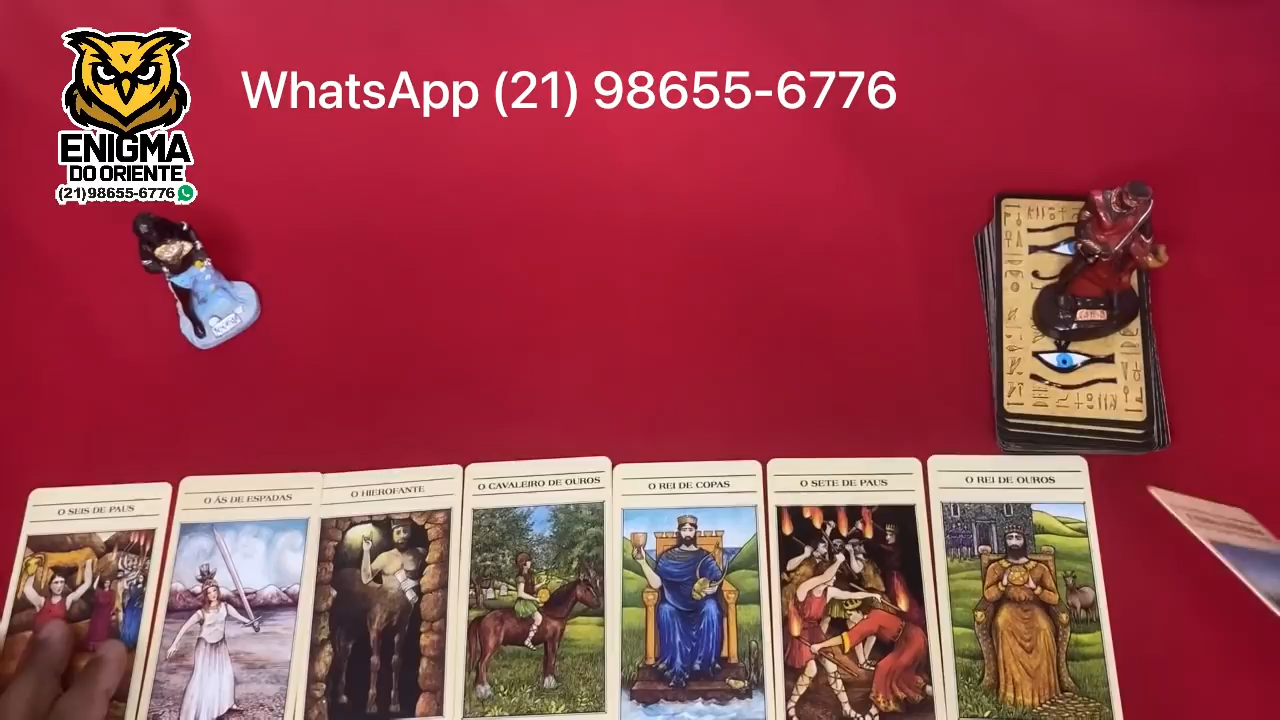 WhatsApp (21) 98655-6776
ENIGMA
DO ORIENTE
(21)98655-6776
O SEIS DE PAUS
O ÁS DE ESPADAS
O HIEROFANTE
O CAVALEIRO DE OUROS
O REI DE COPAS
O SETE DE PAUS
O REI DE OUROS